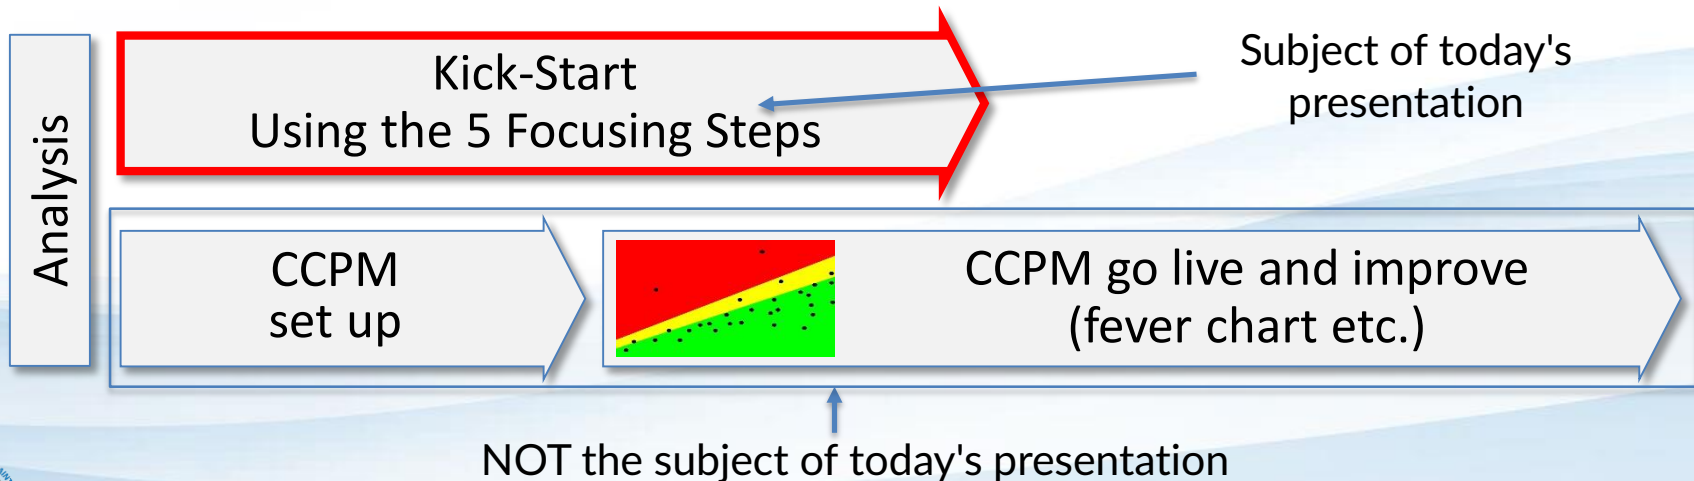 Analysis
Kick-Start
Using the 5 Focusing Steps
Subject of today's
presentation
CCPM
set up
CCPM go live and improve
(fever chart etc.)
NOT the subject of today's presentation